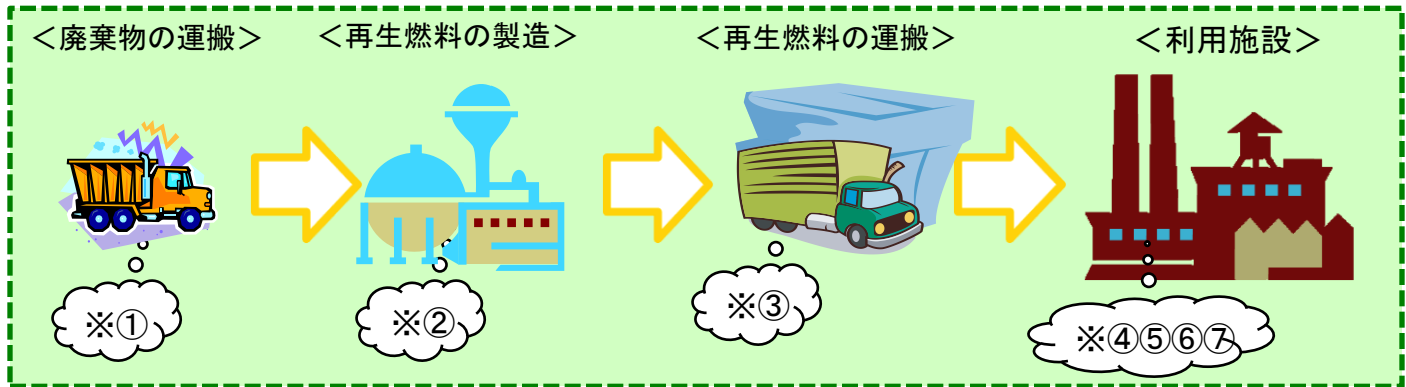 ＜廃棄物の運搬＞
＜再生燃料の製造＞
＜再生燃料の運搬＞
＜利用施設＞
※①
※②
※③
※④⑤⑥⑦